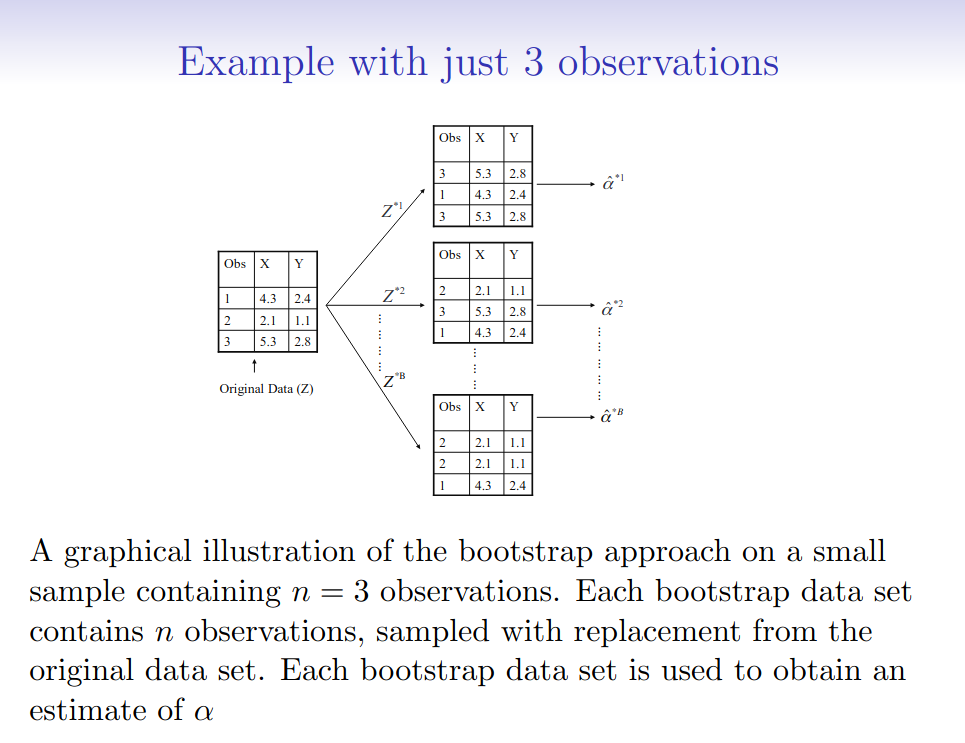 Example with just 3 observations
Obs X Y
3 5.3 2.8
1 4.3 2.4
3 5.3 2.8
α̂*1
Z*1
Obs X Y
1 4.3 2.4
2 2.1 1.1
3 5.3 2.8
Original Data (Z)
Z*2
Obs X Y
2 2.1 1.1
3 5.3 2.8
1 4.3 2.4
α̂*2
Z*B
Obs X Y
2 2.1 1.1
2 2.1 1.1
1 4.3 2.4
α̂*B
A graphical illustration of the bootstrap approach on a small
sample containing n = 3 observations. Each bootstrap data set
contains n observations, sampled with replacement from the
original data set. Each bootstrap data set is used to obtain an
estimate of α